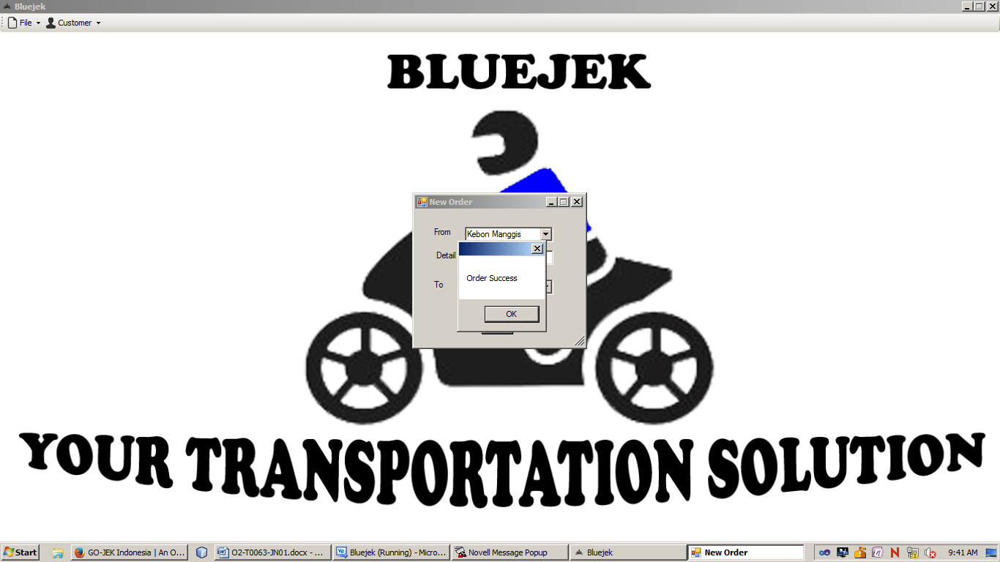 Bluejek
File
Customer
BLUEJEK
New Order
From
Kebon Manggis
Detail
Order Success
To
OK
YOUR TRANSPORTATION SOLUTION
Start
GO-JEK Indonesia | An O...
O2-T0063-JN01.docx - ...
Bluejek (Running) - Micro...
Novell Message Popup
Bluejek
New Order
9:41 AM